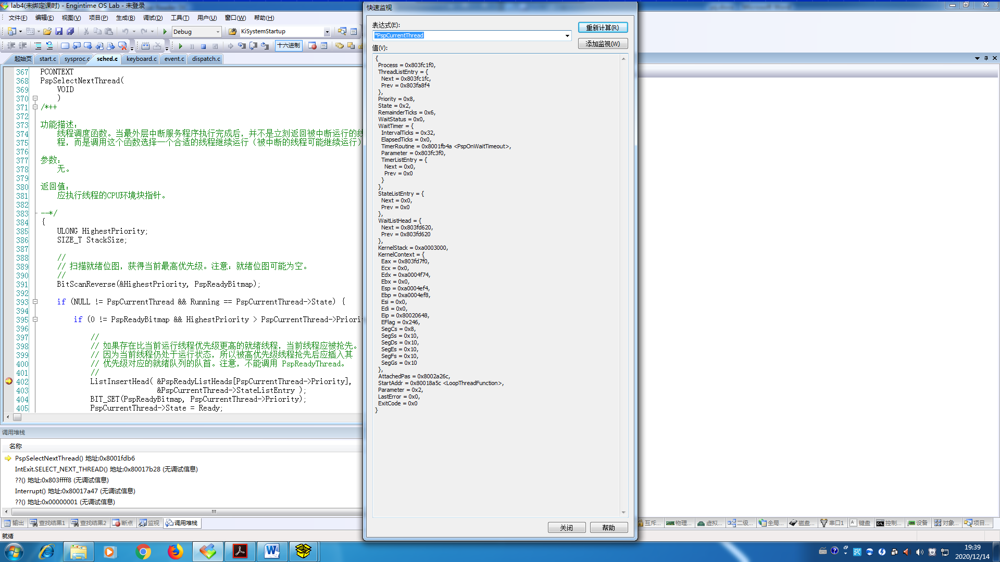 lab4(未绑定课时) - Engintime OS Lab - 未登录
文件(F) 编辑(E) 视图(V) 项目(P) 生成(B) 调试(D) 工具(T) 用户(U) 窗口(W) 帮助(H)
Debug KiSystemStartup
十六进制
起始页 start.c sysproc.c sched.c keyboard.c event.c dispatch.c
367 PCONTEXT
368 PspSelectNextThread(
369 VOID
370 )
371 /*++
372
373 功能描述:
374 线程调度函数。当最外层中断服务程序执行完成后，并不是立刻返回被中断运行的线
375 程，而是调用这个函数选择一个合适的线程继续运行（被中断的线程可能继续运行）
376
377 参数:
378 无。
379
380 返回值:
381 应执行线程的CPU环境块指针。
382
383 --*/
384 {
385 ULONG HighestPriority;
386 SIZE_T StackSize;
387
388 //
389 // 扫描就绪位图，获得当前最高优先级。注意：就绪位图可能为空。
390 //
391 BitScanReverse(&HighestPriority, PspReadyBitmap);
392
393 if (NULL != PspCurrentThread && Running == PspCurrentThread->State) {
394
395 if (0 != PspReadyBitmap && HighestPriority > PspCurrentThread->Priori
396
397 //
398 // 如果存在比当前运行线程优先级更高的就绪线程，当前线程应被抢先。
399 // 因为当前线程仍处于运行状态，所以被高优先级线程抢先后应插入其
400 // 优先级对应的就绪队列的队首。注意，不能调用 PspReadyThread。
401 //
402 ListInsertHead( &PspReadyListHeads[PspCurrentThread->Priority],
403 &PspCurrentThread->StateListEntry );
404 BIT_SET(PspReadyBitmap, PspCurrentThread->Priority);
405 PspCurrentThread->State = Ready;
调用堆栈
名称
PspSelectNextThread() 地址:0x8001fdb6
IntExit.SELECT_NEXT_THREAD() 地址:0x80017b28 (无调试信息)
??() 地址:0x803ffff8 (无调试信息)
Interrupt() 地址:0x80017a47 (无调试信息)
??() 地址:0x00000001 (无调试信息)
输出 查找结果1 查找结果2 断点 监视 调用堆栈
就绪
快速监视
表达式(E):
*PspCurrentThread
重新计算(R)
添加监视(W)
值(V):
{
Process = 0x803fc1f0,
ThreadListEntry = {
Next = 0x803fc1fc,
Prev = 0x803fa8f4
},
Priority = 0x8,
State = 0x2,
RemainderTicks = 0x6,
WaitStatus = 0x0,
WaitTimer = {
IntervalTicks = 0x32,
ElapsedTicks = 0x0,
TimerRoutine = 0x8001fb4a <PspOnWaitTimeout>,
Parameter = 0x803fc3f0,
TimerListEntry = {
Next = 0x0,
Prev = 0x0
}
},
StateListEntry = {
Next = 0x0,
Prev = 0x0
},
WaitListHead = {
Next = 0x803fd620,
Prev = 0x803fd620
},
KernelStack = 0xa0003000,
KernelContext = {
Eax = 0x803fd7f0,
Ecx = 0x0,
Edx = 0xa0004f74,
Ebx = 0x0,
Esp = 0xa0004ef4,
Ebp = 0xa0004ef8,
Esi = 0x0,
Edi = 0x0,
Eip = 0x80020648,
EFlag = 0x246,
SegCs = 0x8,
SegSs = 0x10,
SegDs = 0x10,
SegEs = 0x10,
SegFs = 0x10,
SegGs = 0x10
},
AttachedPas = 0x8002a26c,
StartAddr = 0x80018a5c <LoopThreadFunction>,
Parameter = 0x2,
LastError = 0x0,
ExitCode = 0x0
}
关闭 帮助
互斥... 物理... 虚拟... 二级... 全局... 磁盘... 串口1 键盘 控制... 设备 对象... 项目...
19:39
2020/12/14